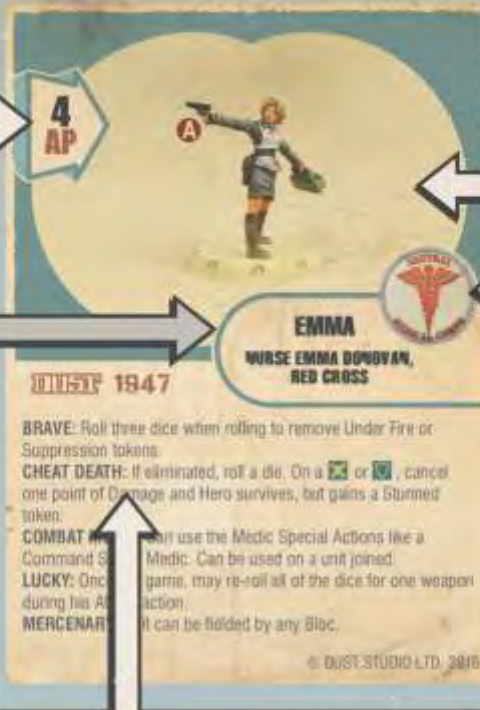 4
AP
A
EMMA
NURSE EMMA DONOVAN,
RED CROSS
DUST 1947
BRAVE: Roll three dice when rolling to remove Under Fire or
Suppression tokens.
CHEAT DEATH: If eliminated, roll a die. On a or , cancel
one point of Damage and Hero survives, but gains a Stunned
token.
COMBAT use the Medic Special Actions like a
Command Medic. Can be used on a unit joined.
LUCKY: Once game, may re-roll all of the dice for one weapon
during his action.
MERCENARY can be fielded by any Bloc.
© DUST STUDIO LTD, 2016